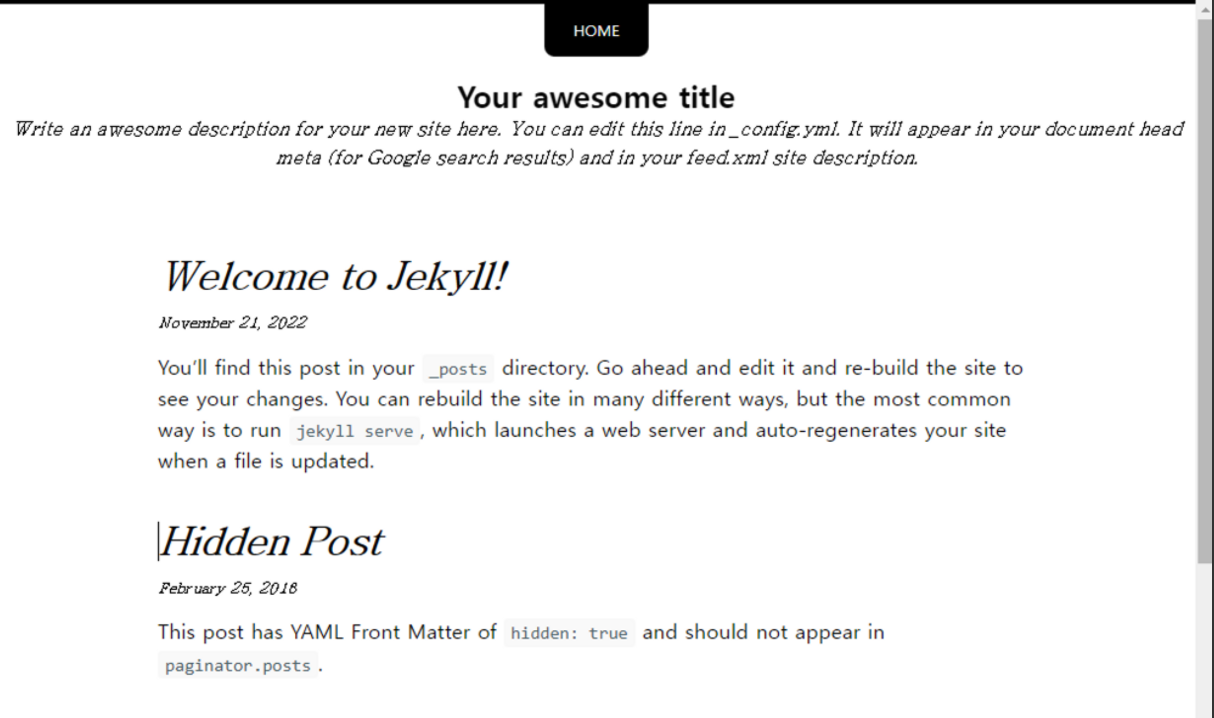 HOME
Your awesome title
Write an awesome description for your new site here. You can edit this line in _config.yml. It will appear in your document head
meta (for Google search results) and in your feed.xml site description.
Welcome to Jekyll!
November 21, 2022
You'll find this post in your _posts directory. Go ahead and edit it and re-build the site to
see your changes. You can rebuild the site in many different ways, but the most common
way is to run jekyll serve, which launches a web server and auto-regenerates your site
when a file is updated.
Hidden Post
February 25, 2018
This post has YAML Front Matter of hidden: true and should not appear in
paginator.posts.